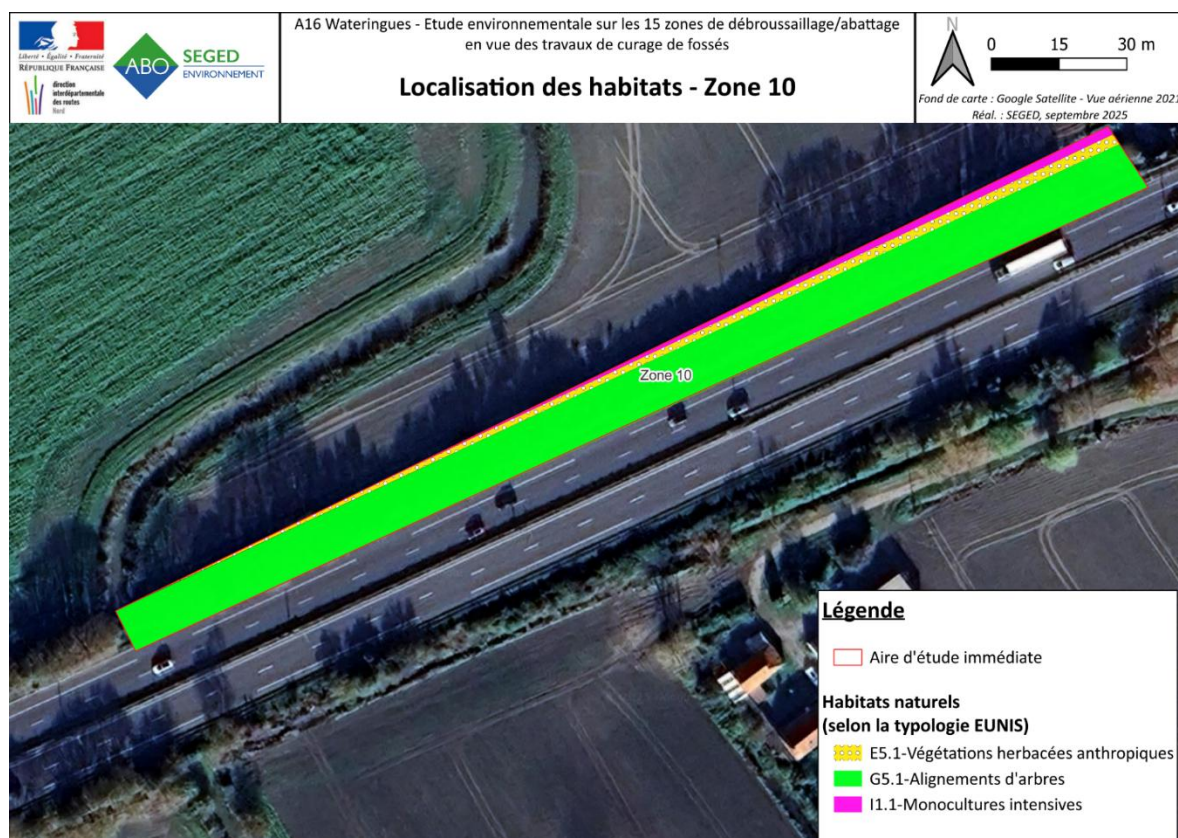 Liberté • Égalité • Fraternité
RÉPUBLIQUE FRANÇAISE
direction
interdépartementale
des routes
Nord
ABO
SEGED
ENVIRONNEMENT
A16 Wateringues - Etude environnementale sur les 15 zones de débroussaillage/abattage
en vue des travaux de curage de fossés
Localisation des habitats - Zone 10
N
0 15 30 m
Fond de carte : Google Satellite - Vue aérienne 2021
Réal. : SEGED, septembre 2025
Zone 10
Légende
Aire d'étude immédiate
Habitats naturels
(selon la typologie EUNIS)
E5.1-Végétations herbacées anthropiques
G5.1-Alignements d'arbres
I1.1-Monocultures intensives